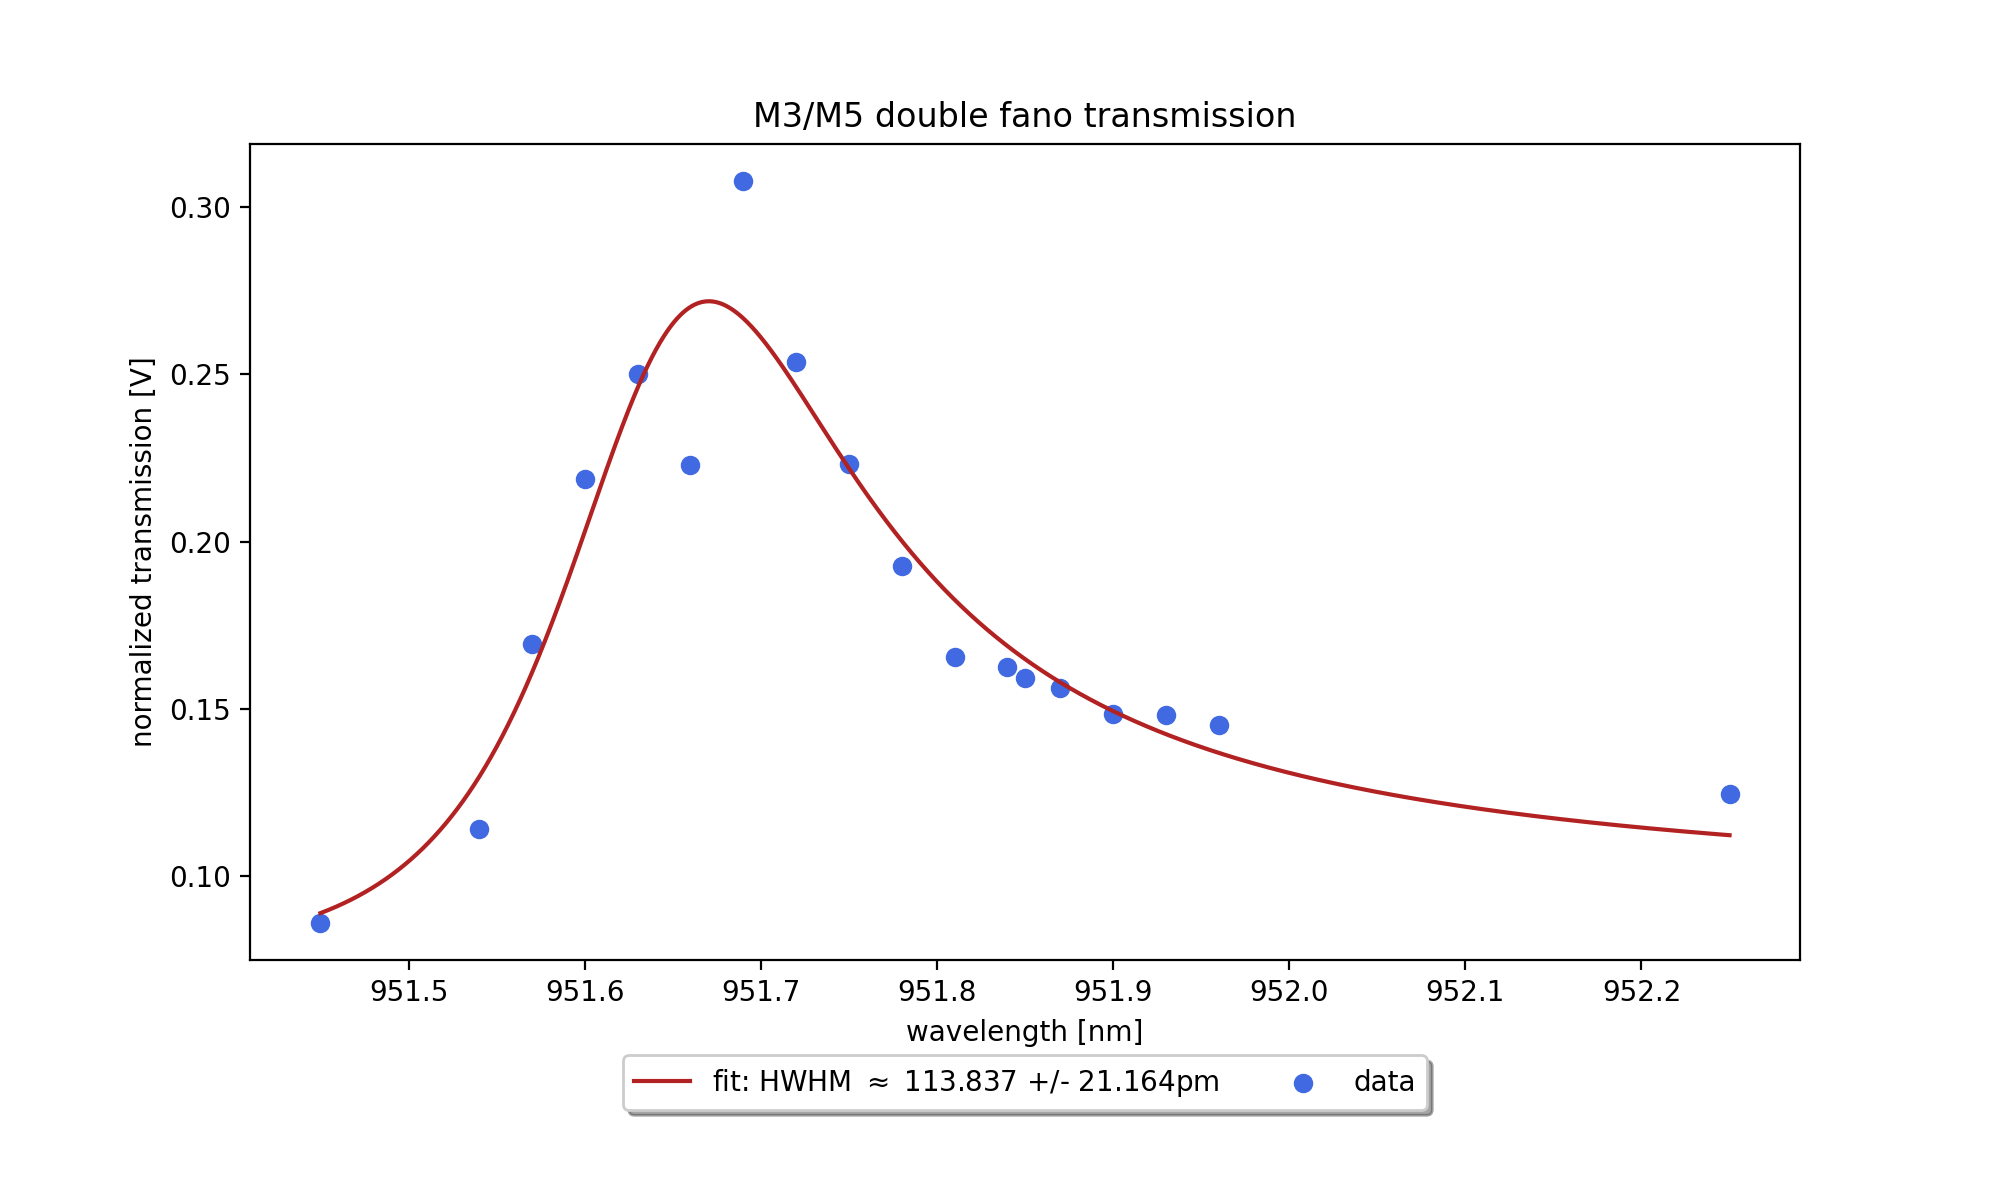 M3/M5 double fano transmission
normalized transmission [V]
0.30
0.25
0.20
0.15
0.10
951.5 951.6 951.7 951.8 951.9 952.0 952.1 952.2
wavelength [nm]
fit: HWHM ≈ 113.837 +/- 21.164pm data